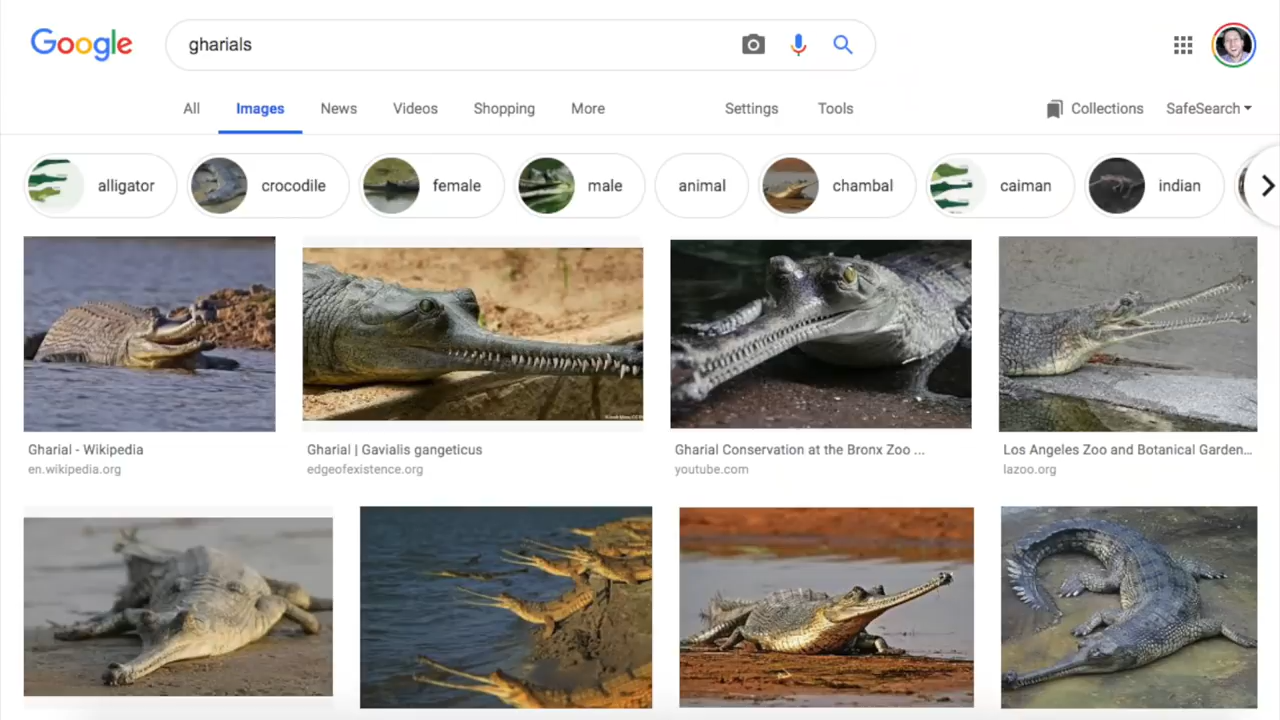 Google
gharials
All Images News Videos Shopping More Settings Tools Collections SafeSearch
alligator crocodile female male animal chambal caiman indian
Gharial - Wikipedia
en.wikipedia.org
Gharial | Gavialis gangeticus
edgeofexistence.org
Gharial Conservation at the Bronx Zoo ...
youtube.com
Los Angeles Zoo and Botanical Garden...
lazoo.org